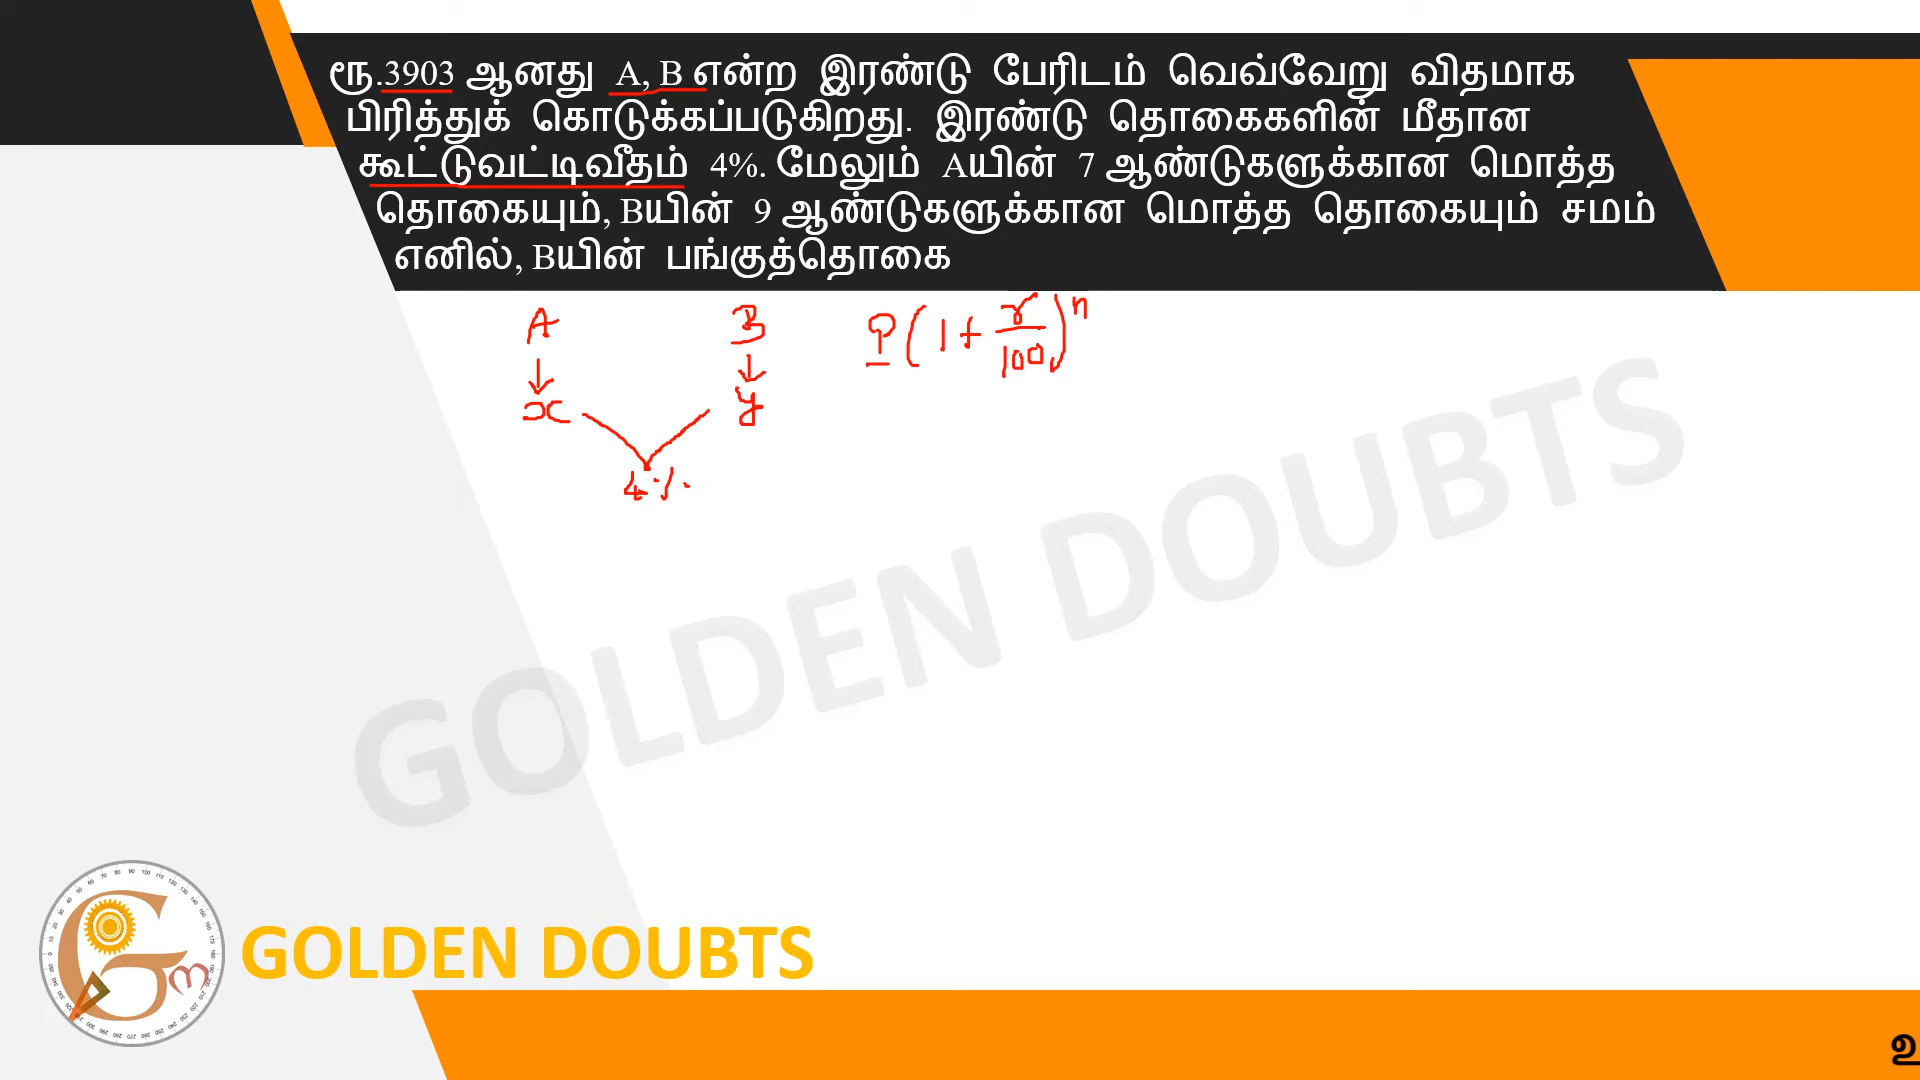 ரூ.3903 ஆனது A, B என்ற இரண்டு பேரிடம் வெவ்வேறு விதமாக
பிரித்துக் கொடுக்கப்படுகிறது. இரண்டு தொகைகளின் மீதான
கூட்டுவட்டிவீதம் 4%. மேலும் Aயின் 7 ஆண்டுகளுக்கான மொத்த
தொகையும், Bயின் 9 ஆண்டுகளுக்கான மொத்த தொகையும் சமம்
எனில், Bயின் பங்குத்தொகை
A B P(1+r/100)^n
x y
4%
GOLDEN DOUBTS
GOLDEN DOUBTS
உ